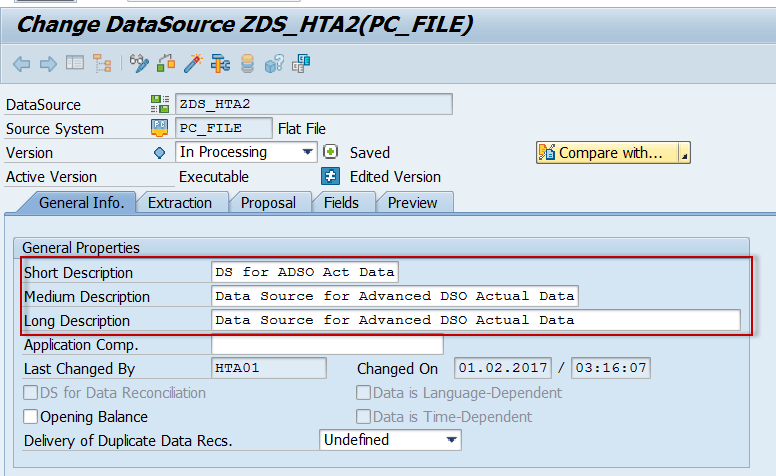 Change DataSource ZDS_HTA2(PC_FILE)
DataSource ZDS_HTA2
Source System PC_FILE Flat File
Version In Processing Saved Compare with...
Active Version Executable Edited Version
General Info. Extraction Proposal Fields Preview
General Properties
Short Description DS for ADSO Act Data
Medium Description Data Source for Advanced DSO Actual Data
Long Description Data Source for Advanced DSO Actual Data
Application Comp.
Last Changed By HTA01 Changed On 01.02.2017 / 03:16:07
DS for Data Reconciliation Data is Language-Dependent
Opening Balance Data is Time-Dependent
Delivery of Duplicate Data Recs. Undefined